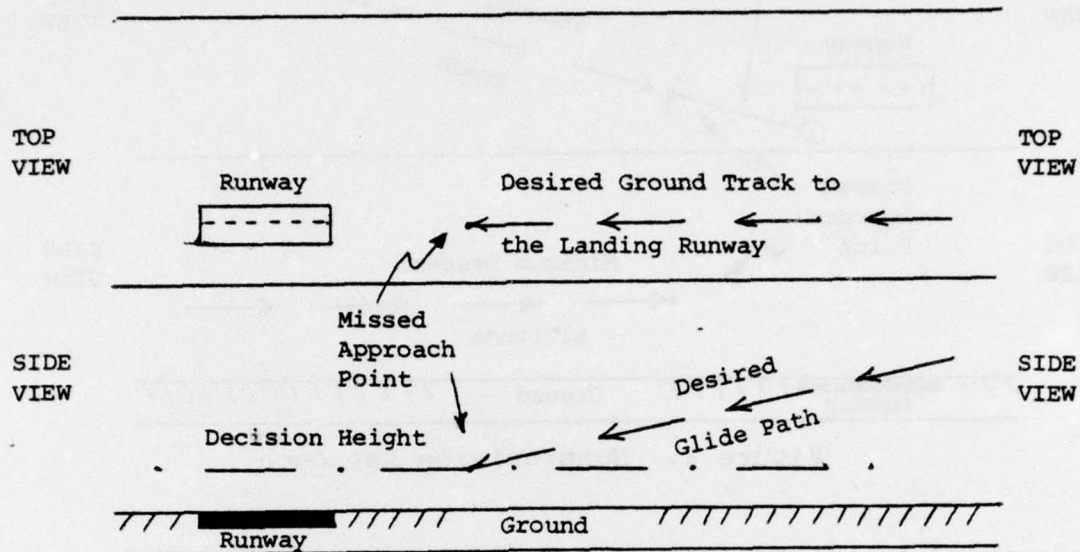 TOP
VIEW
TOP
VIEW
Runway
Desired Ground Track to
the Landing Runway
Missed
Approach
Point
SIDE
VIEW
SIDE
VIEW
Desired
Glide Path
Decision Height
Ground
Runway